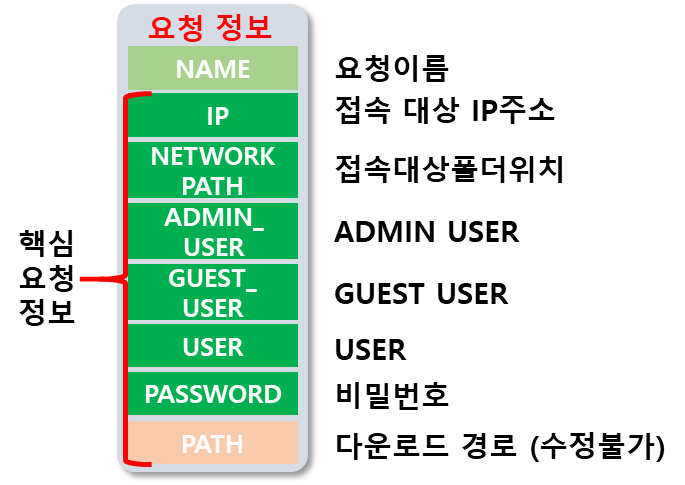 요청 정보
NAME
요청이름
IP
접속 대상 IP주소
NETWORK
PATH
접속대상폴더위치
ADMIN_
USER
ADMIN USER
핵심
요청
정보
GUEST_
USER
GUEST USER
USER
USER
PASSWORD
비밀번호
PATH
다운로드 경로 (수정불가)